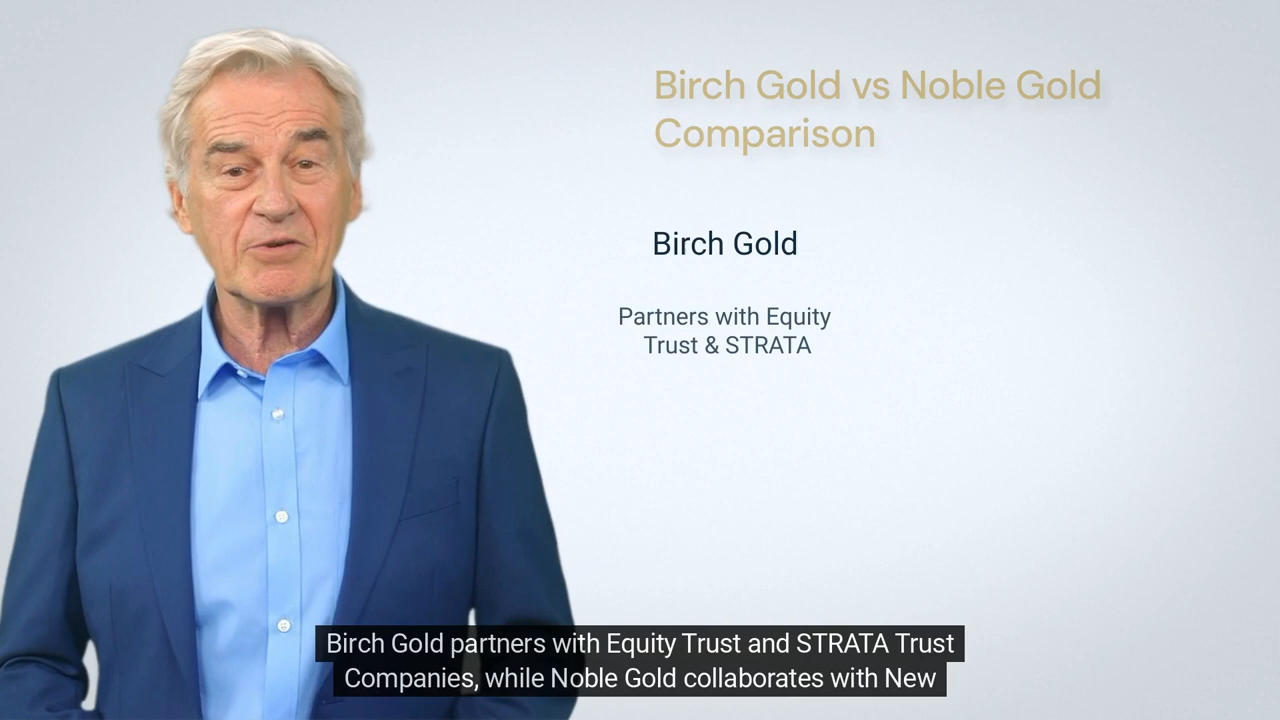 Birch Gold vs Noble Gold
Comparison
Birch Gold
Partners with Equity
Trust & STRATA
Birch Gold partners with Equity Trust and STRATA Trust
Companies, while Noble Gold collaborates with New